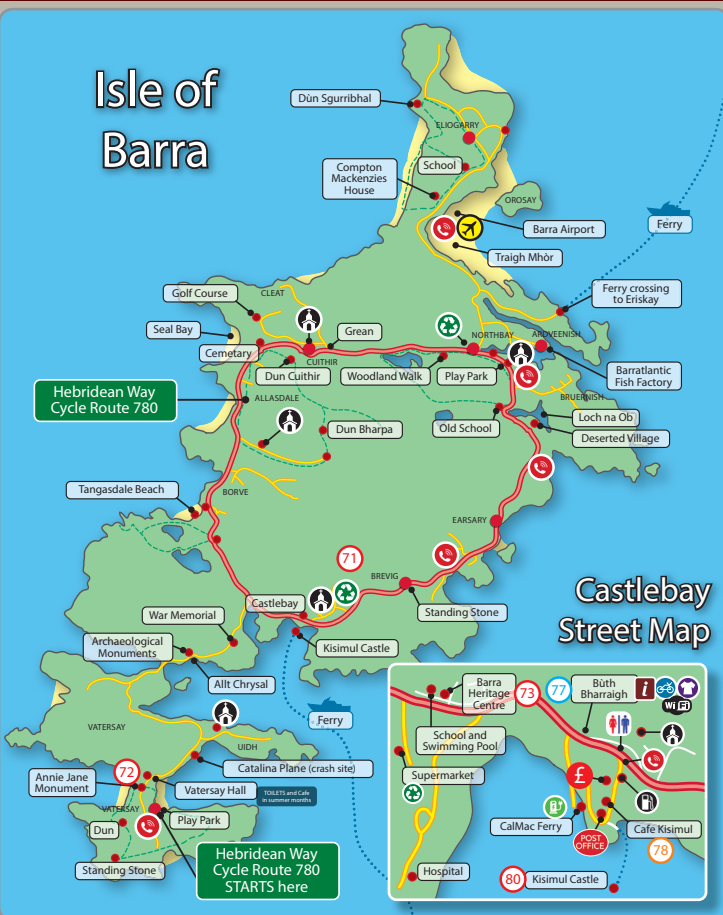 Isle of
Barra
Dùn Sgurribhal
ELIOGARRY
School
Compton
Mackenzies
House
OROSAY
Ferry
Barra Airport
Traigh Mhòr
Ferry crossing
to Eriskay
Golf Course
CLEAT
Seal Bay
Grean
NORTHBAY
ARDVEENISH
Cemetary
CUITHIR
Dun Cuithir
Woodland Walk
Play Park
Barratlantic
Fish Factory
Hebridean Way
Cycle Route 780
ALLASDALE
BRUERNISH
Loch na Ob
Dun Bharpa
Old School
Deserted Village
Tangasdale Beach
BORVE
EARSARY
71
BREVIG
Castlebay
Standing Stone
War Memorial
Kisimul Castle
Archaeological
Monuments
Allt Chrysal
Ferry
VATERSAY
UIDH
Catalina Plane (crash site)
72
Annie Jane
Monument
Vatersay Hall
TOILETS and Cafe
in summer months
VATERSAY
Play Park
Dun
Standing Stone
Hebridean Way
Cycle Route 780
STARTS here
Castlebay
Street Map
Barra
Heritage
Centre
73
77
Bùth
Bharraigh
i
Wi Fi
School and
Swimming Pool
Supermarket
£
CalMac Ferry
POST
OFFICE
Cafe Kisimul
78
Hospital
80
Kisimul Castle